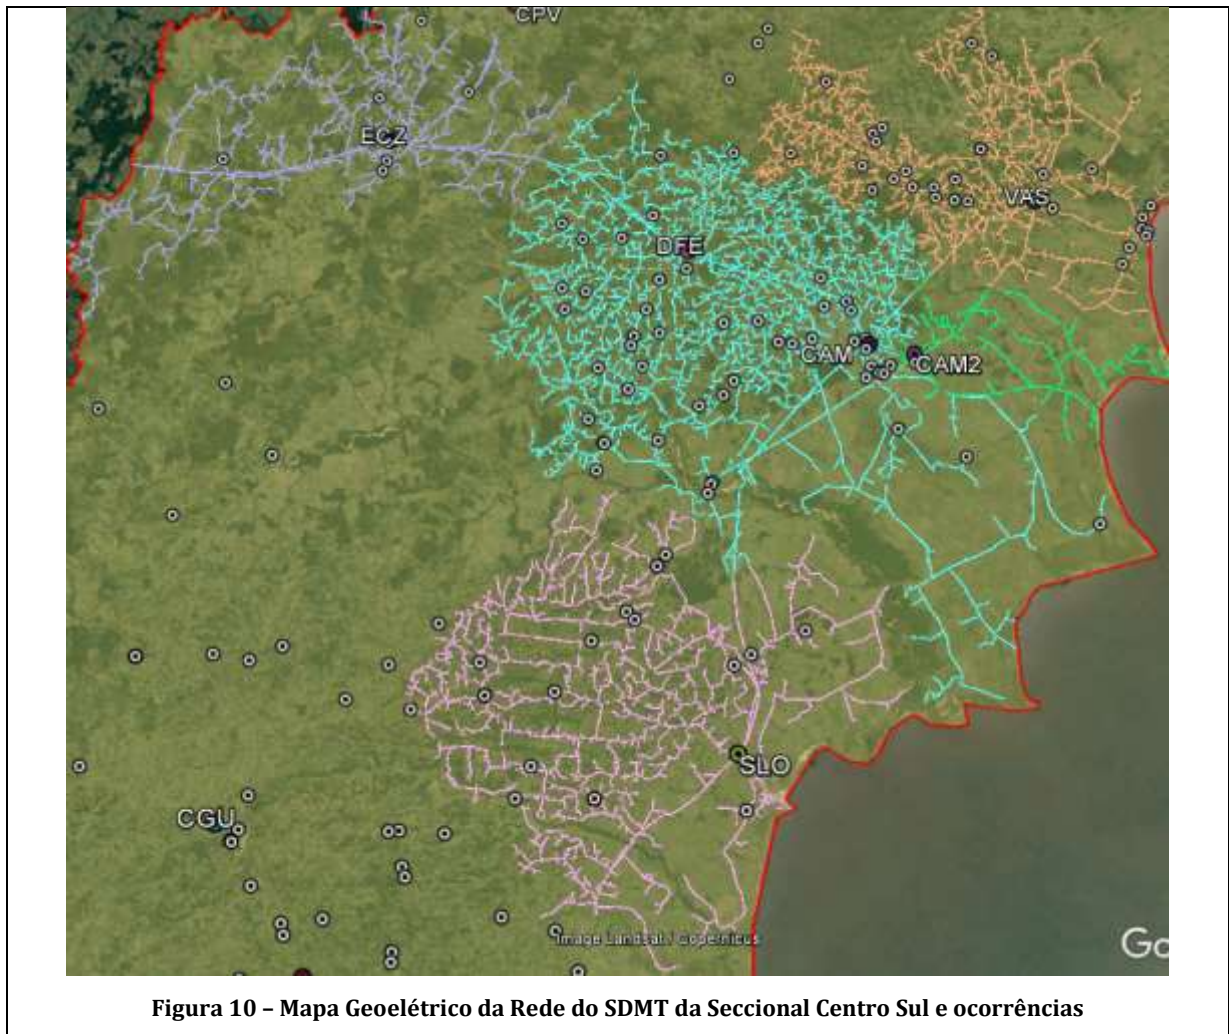 CPV
ECZ
VAS
DFE
CAM
CAM2
SLO
CGU
Image Landsat / Copernicus
Go
Figura 10 – Mapa Geoelétrico da Rede do SDMT da Seccional Centro Sul e ocorrências